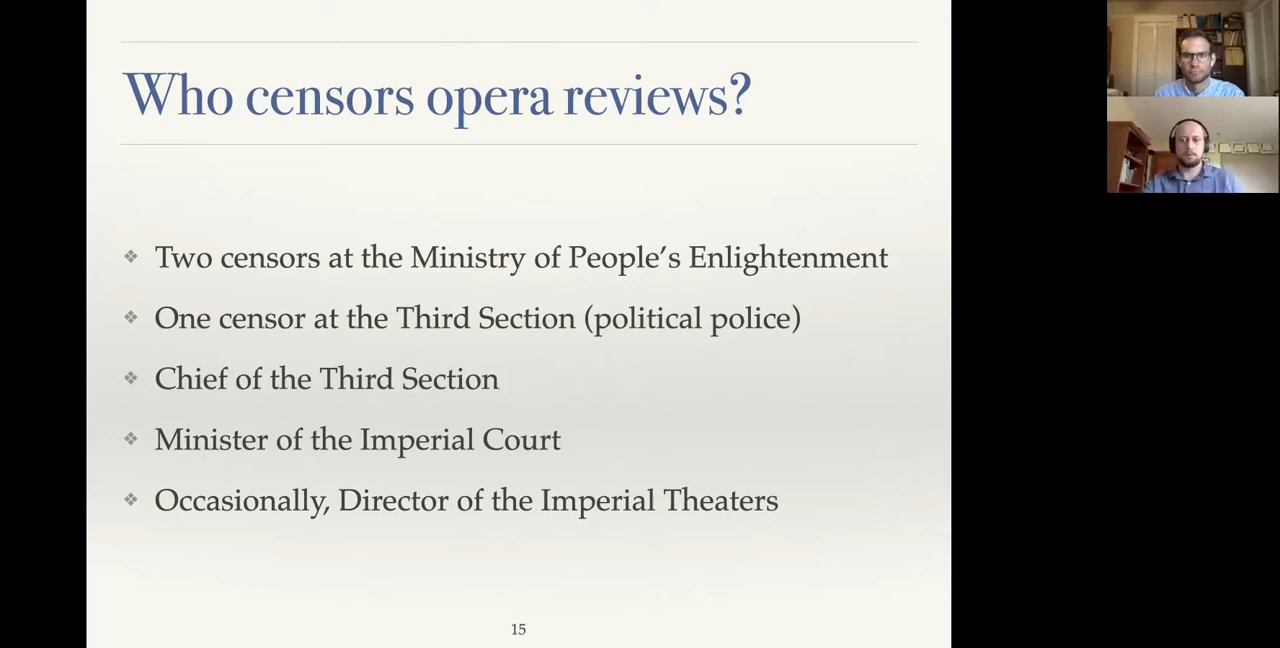 Who censors opera reviews?
Two censors at the Ministry of People’s Enlightenment
One censor at the Third Section (political police)
Chief of the Third Section
Minister of the Imperial Court
Occasionally, Director of the Imperial Theaters
15